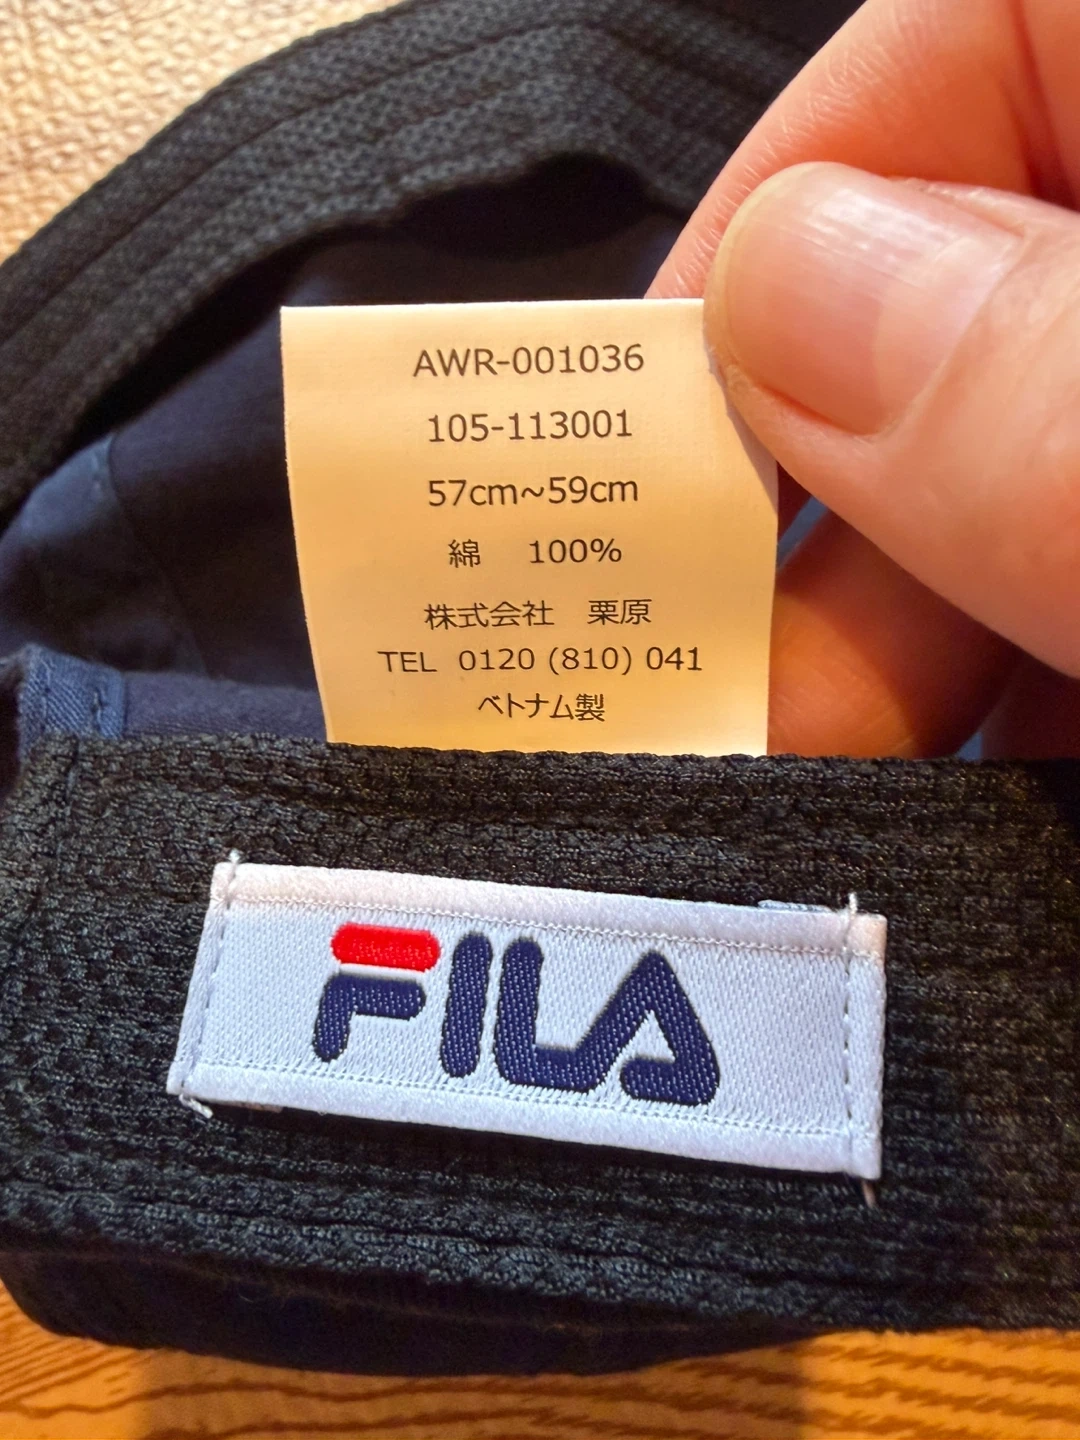 AWR-001036
105-113001
57cm~59cm
綿 100%
株式会社 栗原
TEL 0120 (810) 041
ベトナム製
FILA